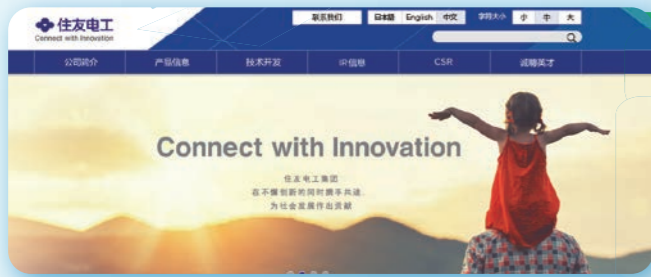 住友电工
Connect with Innovation
联系我们
日本語 English 中文
字符大小 小 中 大
公司简介 产品信息 技术开发 IR信息 CSR 诚聘英才
Connect with Innovation
住友电工集团
在不懈创新的同时携手共进,
为社会发展作出贡献